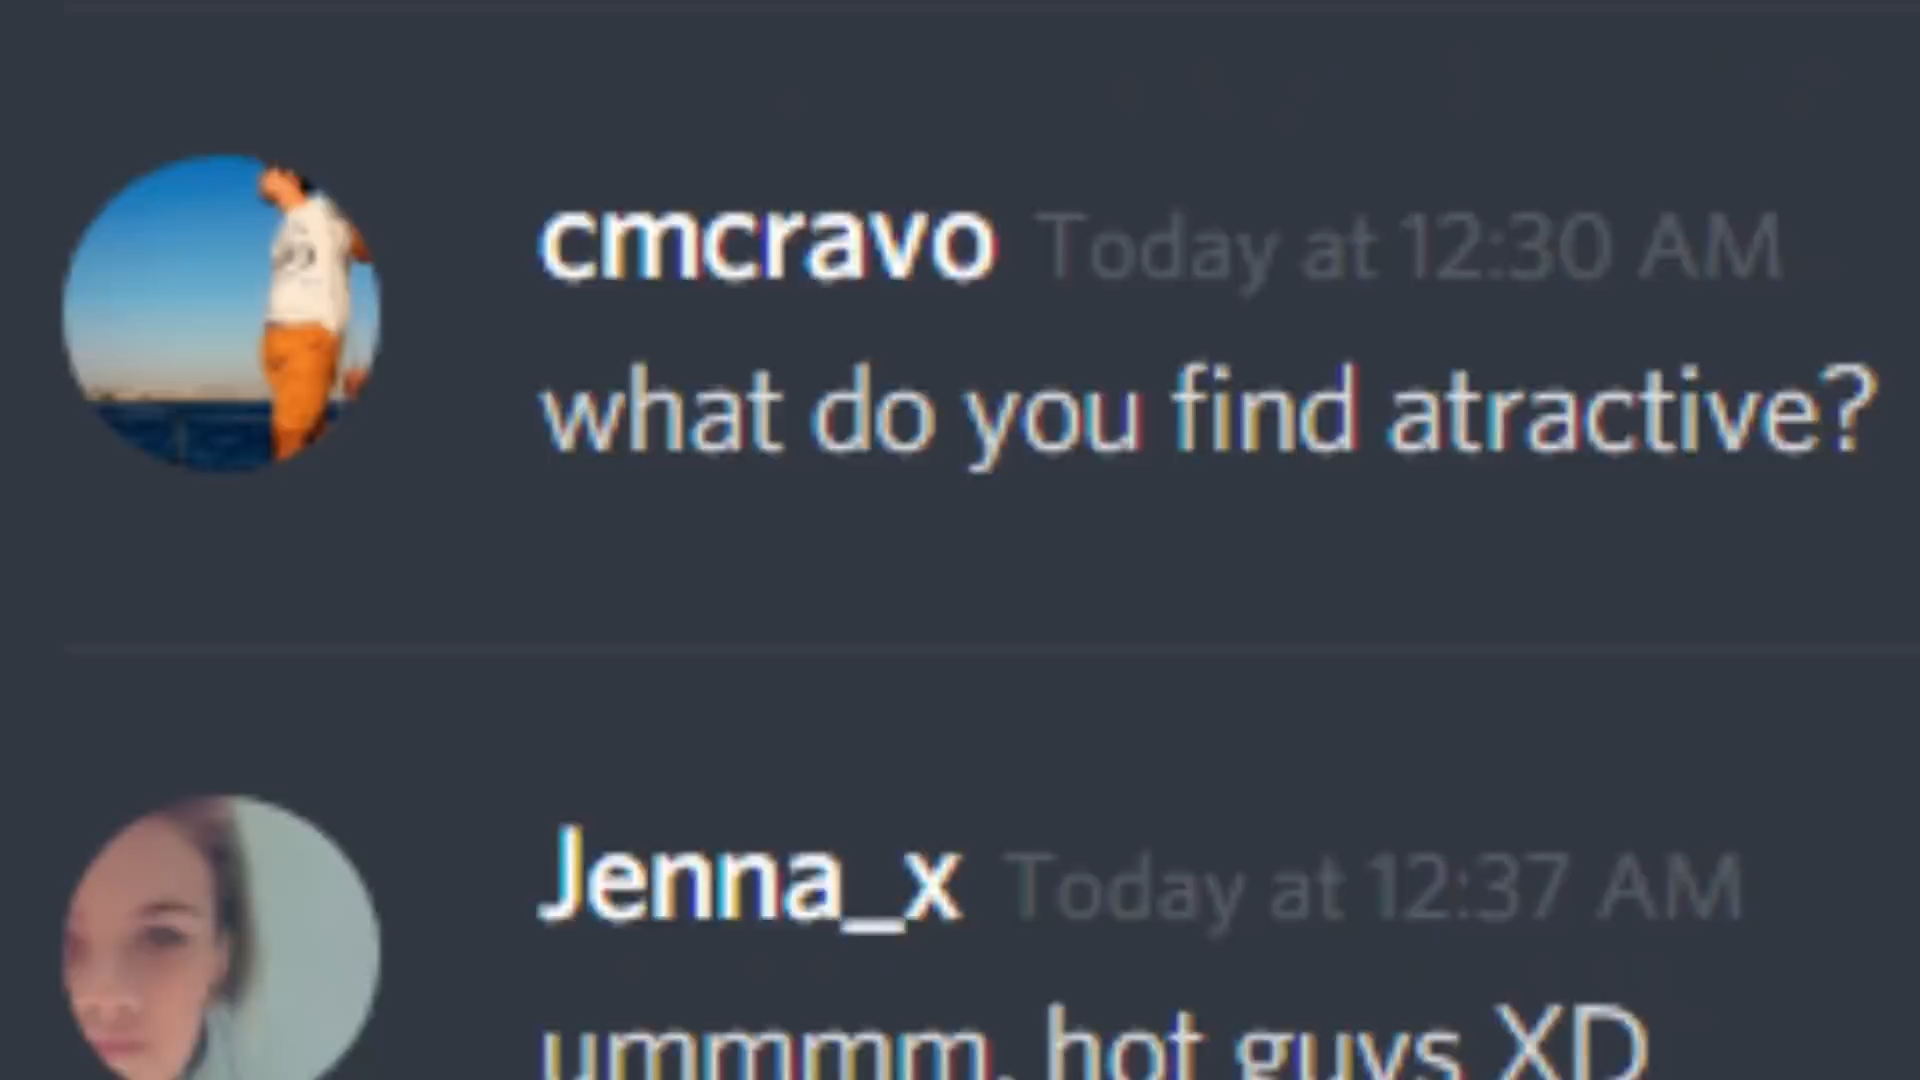 cmcravo Today at 12:30 AM
what do you find atractive?
Jenna_x Today at 12:37 AM
ummmm, hot guys XD